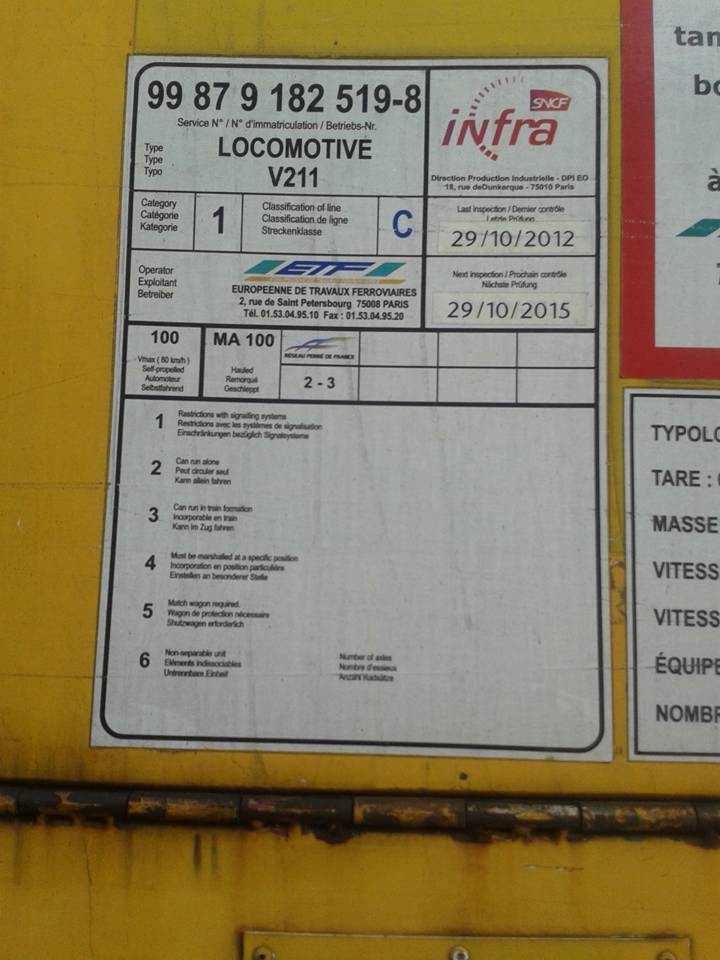 99 87 9 182 519-8
Service N° / N° d'immatriculation / Betriebs-Nr.
Type
Type
Typo
LOCOMOTIVE
V211
SNCF
infra
Direction Production Industrielle - DPI EO
18, rue deDunkerque - 75010 Paris
Category
Catégorie
Kategorie
1
Classification of line
Classification de ligne
Streckenklasse
C
Last inspection / Dernier contrôle
Letzte Prüfung
29/10/2012
Operator
Exploitant
Betreiber
ETF
EUROPEENNE DE TRAVAUX FERROVIAIRES
2, rue de Saint Petersbourg 75008 PARIS
Tél. 01.53.04.95.10 Fax : 01.53.04.95.20
Next inspection / Prochain contrôle
Nächste Prüfung
29/10/2015
100
Vmax ( 80 km/h )
Self-propelled
Automoteur
Selbstfahrend
MA 100
Hauled
Remorqué
Geschleppt
RÉSEAU FERRÉ DE FRANCE
2 - 3
1
Restrictions with signalling systems
Restrictions avec les systèmes de signalisation
Einschränkungen bezüglich Signalsysteme
2
Can run alone
Peut circuler seul
Kann allein fahren
3
Can run in train formation
Incorporable en train
Kann im Zug fahren
4
Must be marshalled at a specific position
Incorporation en position particulière
Einstellen an besonderer Stelle
5
Match wagon required
Wagon de protection nécessaire
Shutzwagen erforderlich
6
Non-separable unit
Eléments indissociables
Untrennbare Einheit
Number of axles
Nombre d'essieux
Anzahl Radsätze
tan
bo
à
TYPOLO
TARE :
MASSE
VITESS
VITESS
ÉQUIPE
NOMBR